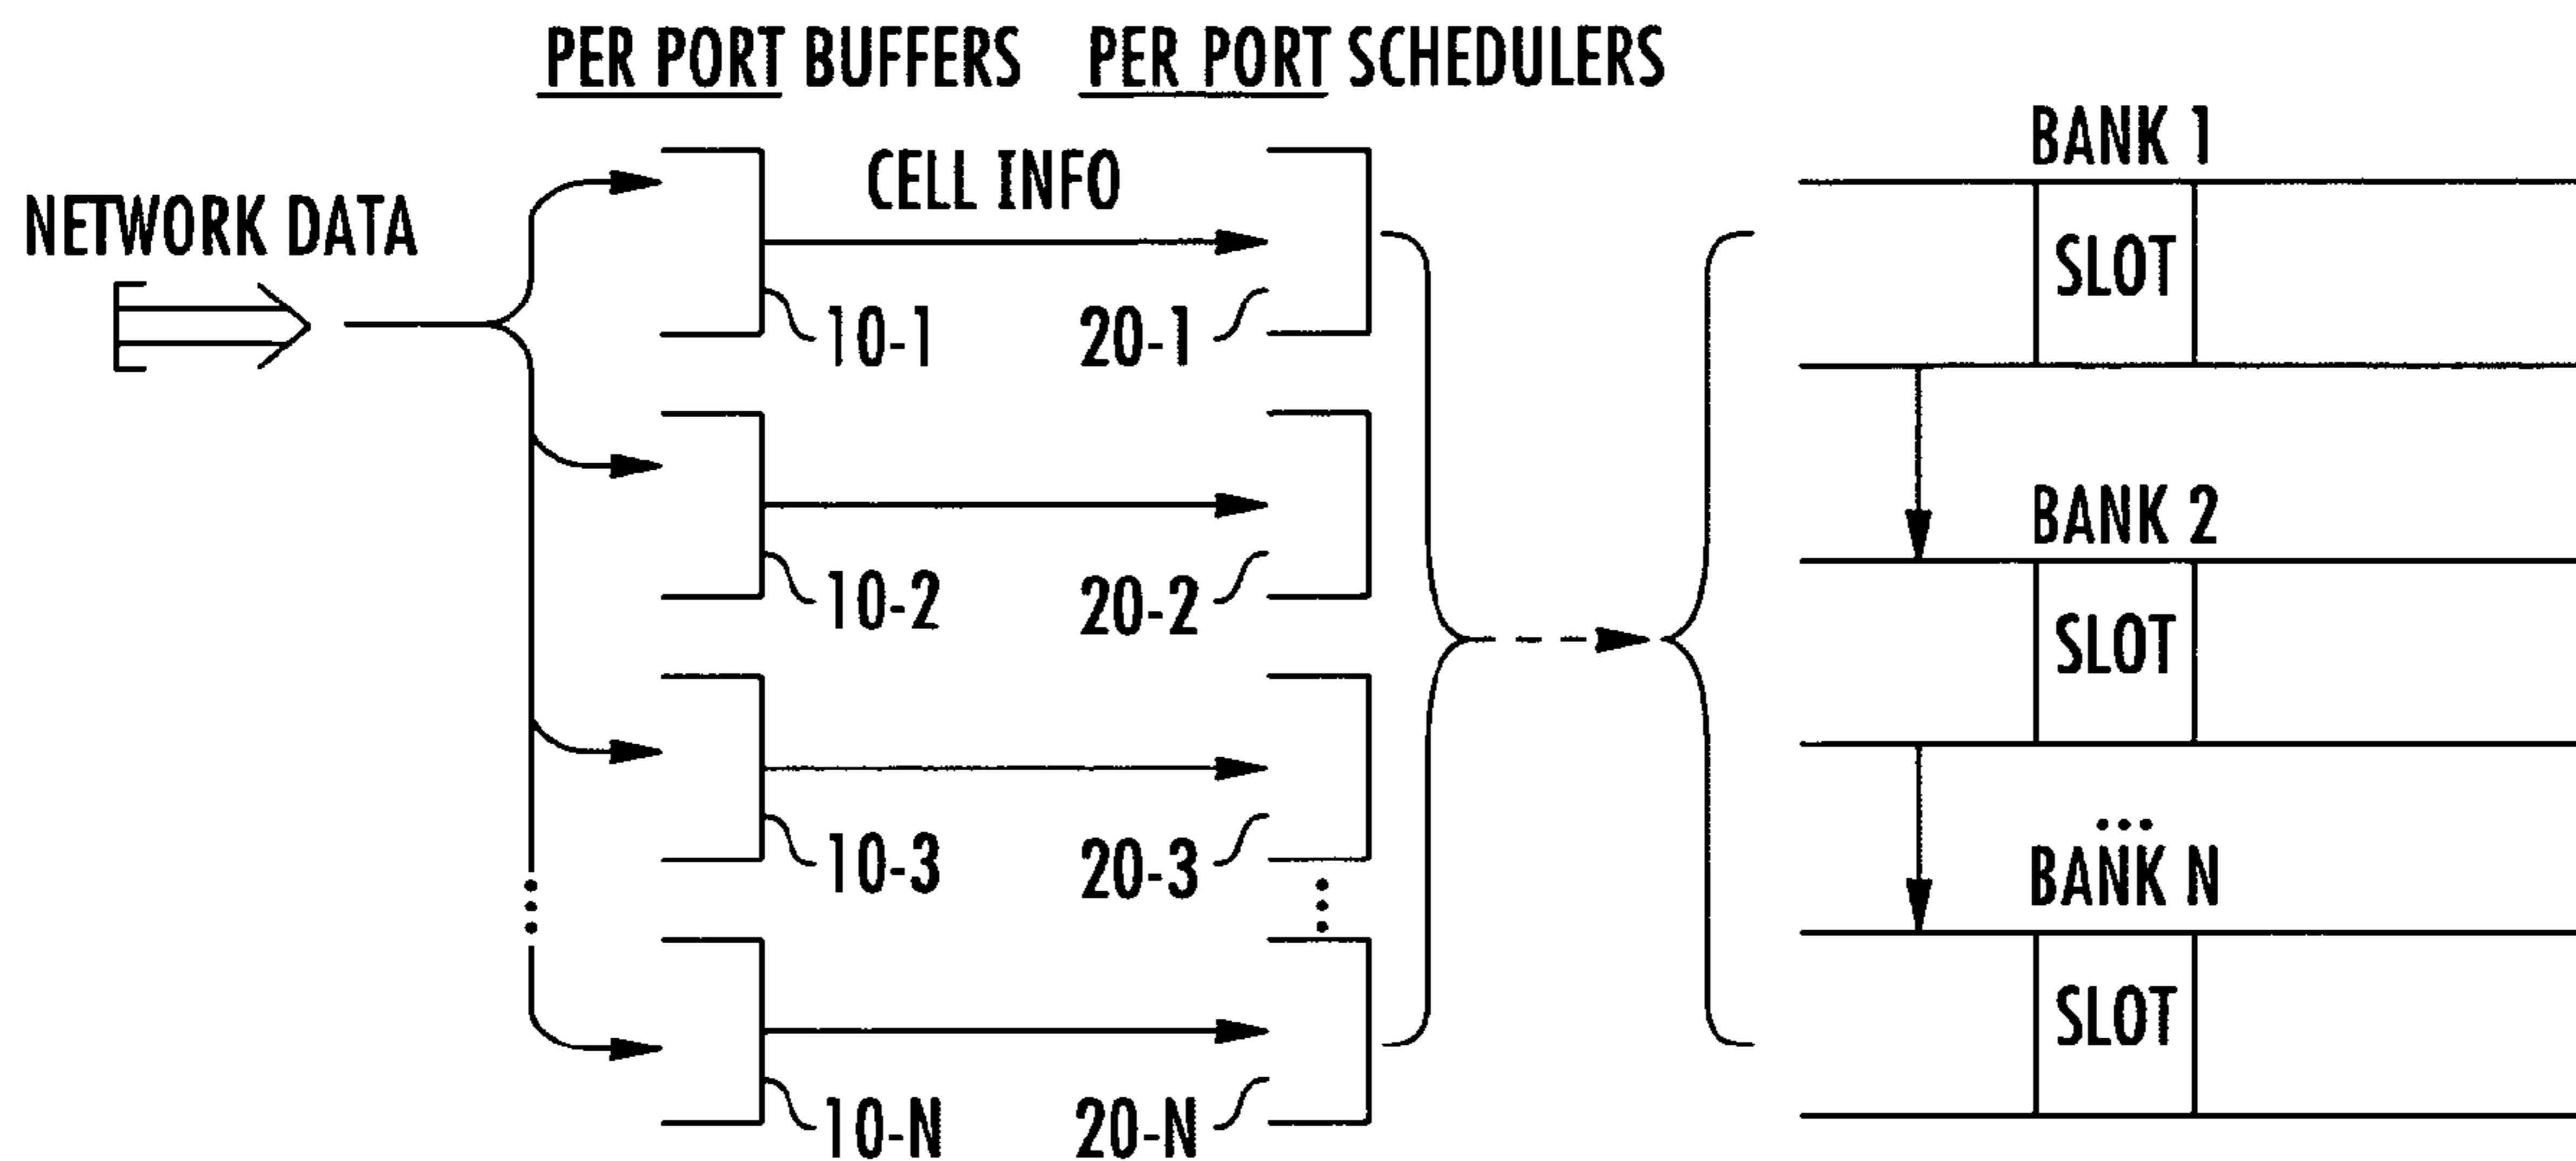 PER PORT BUFFERS
PER PORT SCHEDULERS
NETWORK DATA
CELL INFO
10-1
20-1
10-2
20-2
10-3
20-3
10-N
20-N
BANK 1
SLOT
BANK 2
SLOT
...
BANK N
SLOT